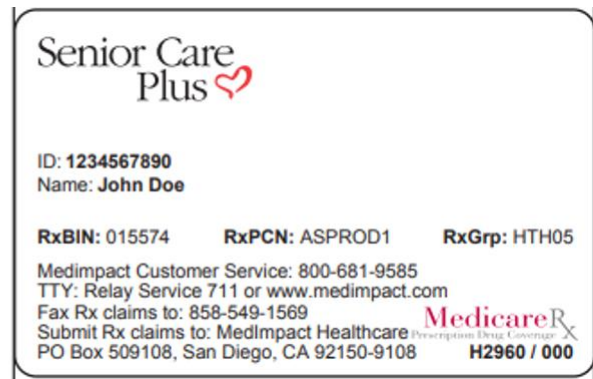 Senior Care
Plus
ID: 1234567890
Name: John Doe
RxBIN: 015574 RxPCN: ASPROD1 RxGrp: HTH05
Medimpact Customer Service: 800-681-9585
TTY: Relay Service 711 or www.medimpact.com
Fax Rx claims to: 858-549-1569
Submit Rx claims to: MedImpact Healthcare
PO Box 509108, San Diego, CA 92150-9108
MedicareRx
Prescription Drug Coverage
H2960 / 000